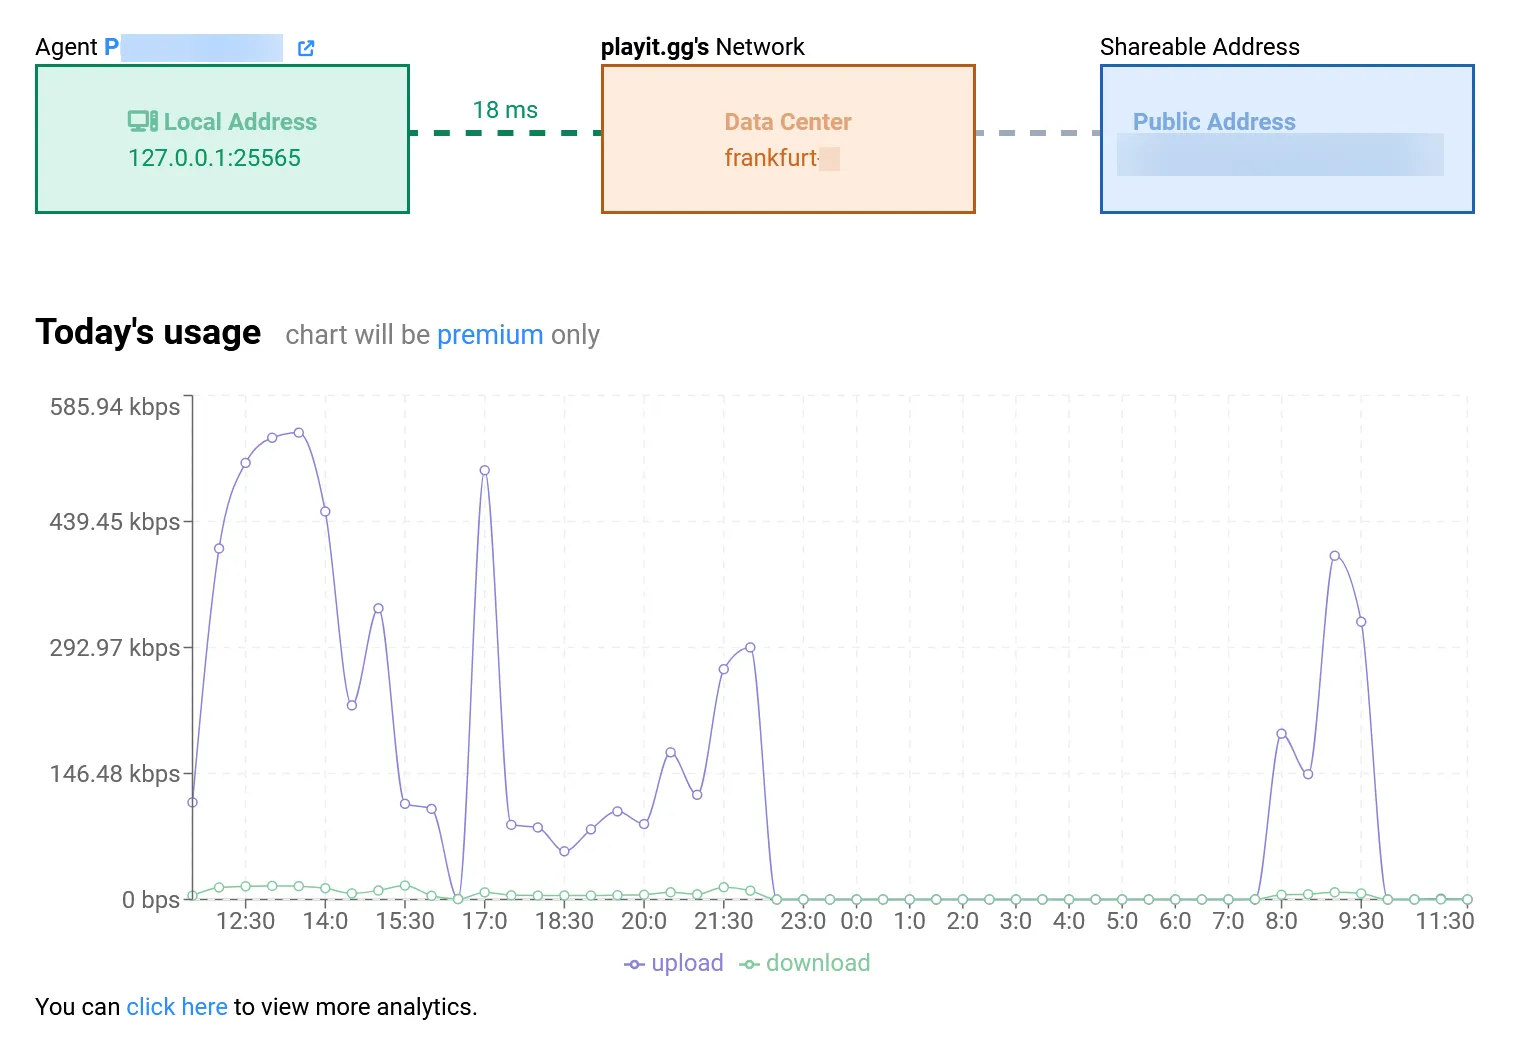 Agent P
playit.gg's Network
Shareable Address
Local Address
127.0.0.1:25565
18 ms
Data Center
frankfurt-
Public Address
Today's usage chart will be premium only
585.94 kbps
439.45 kbps
292.97 kbps
146.48 kbps
0 bps
12:30 14:0 15:30 17:0 18:30 20:0 21:30 23:0 0:0 1:0 2:0 3:0 4:0 5:0 6:0 7:0 8:0 9:30 11:30
upload download
You can click here to view more analytics.